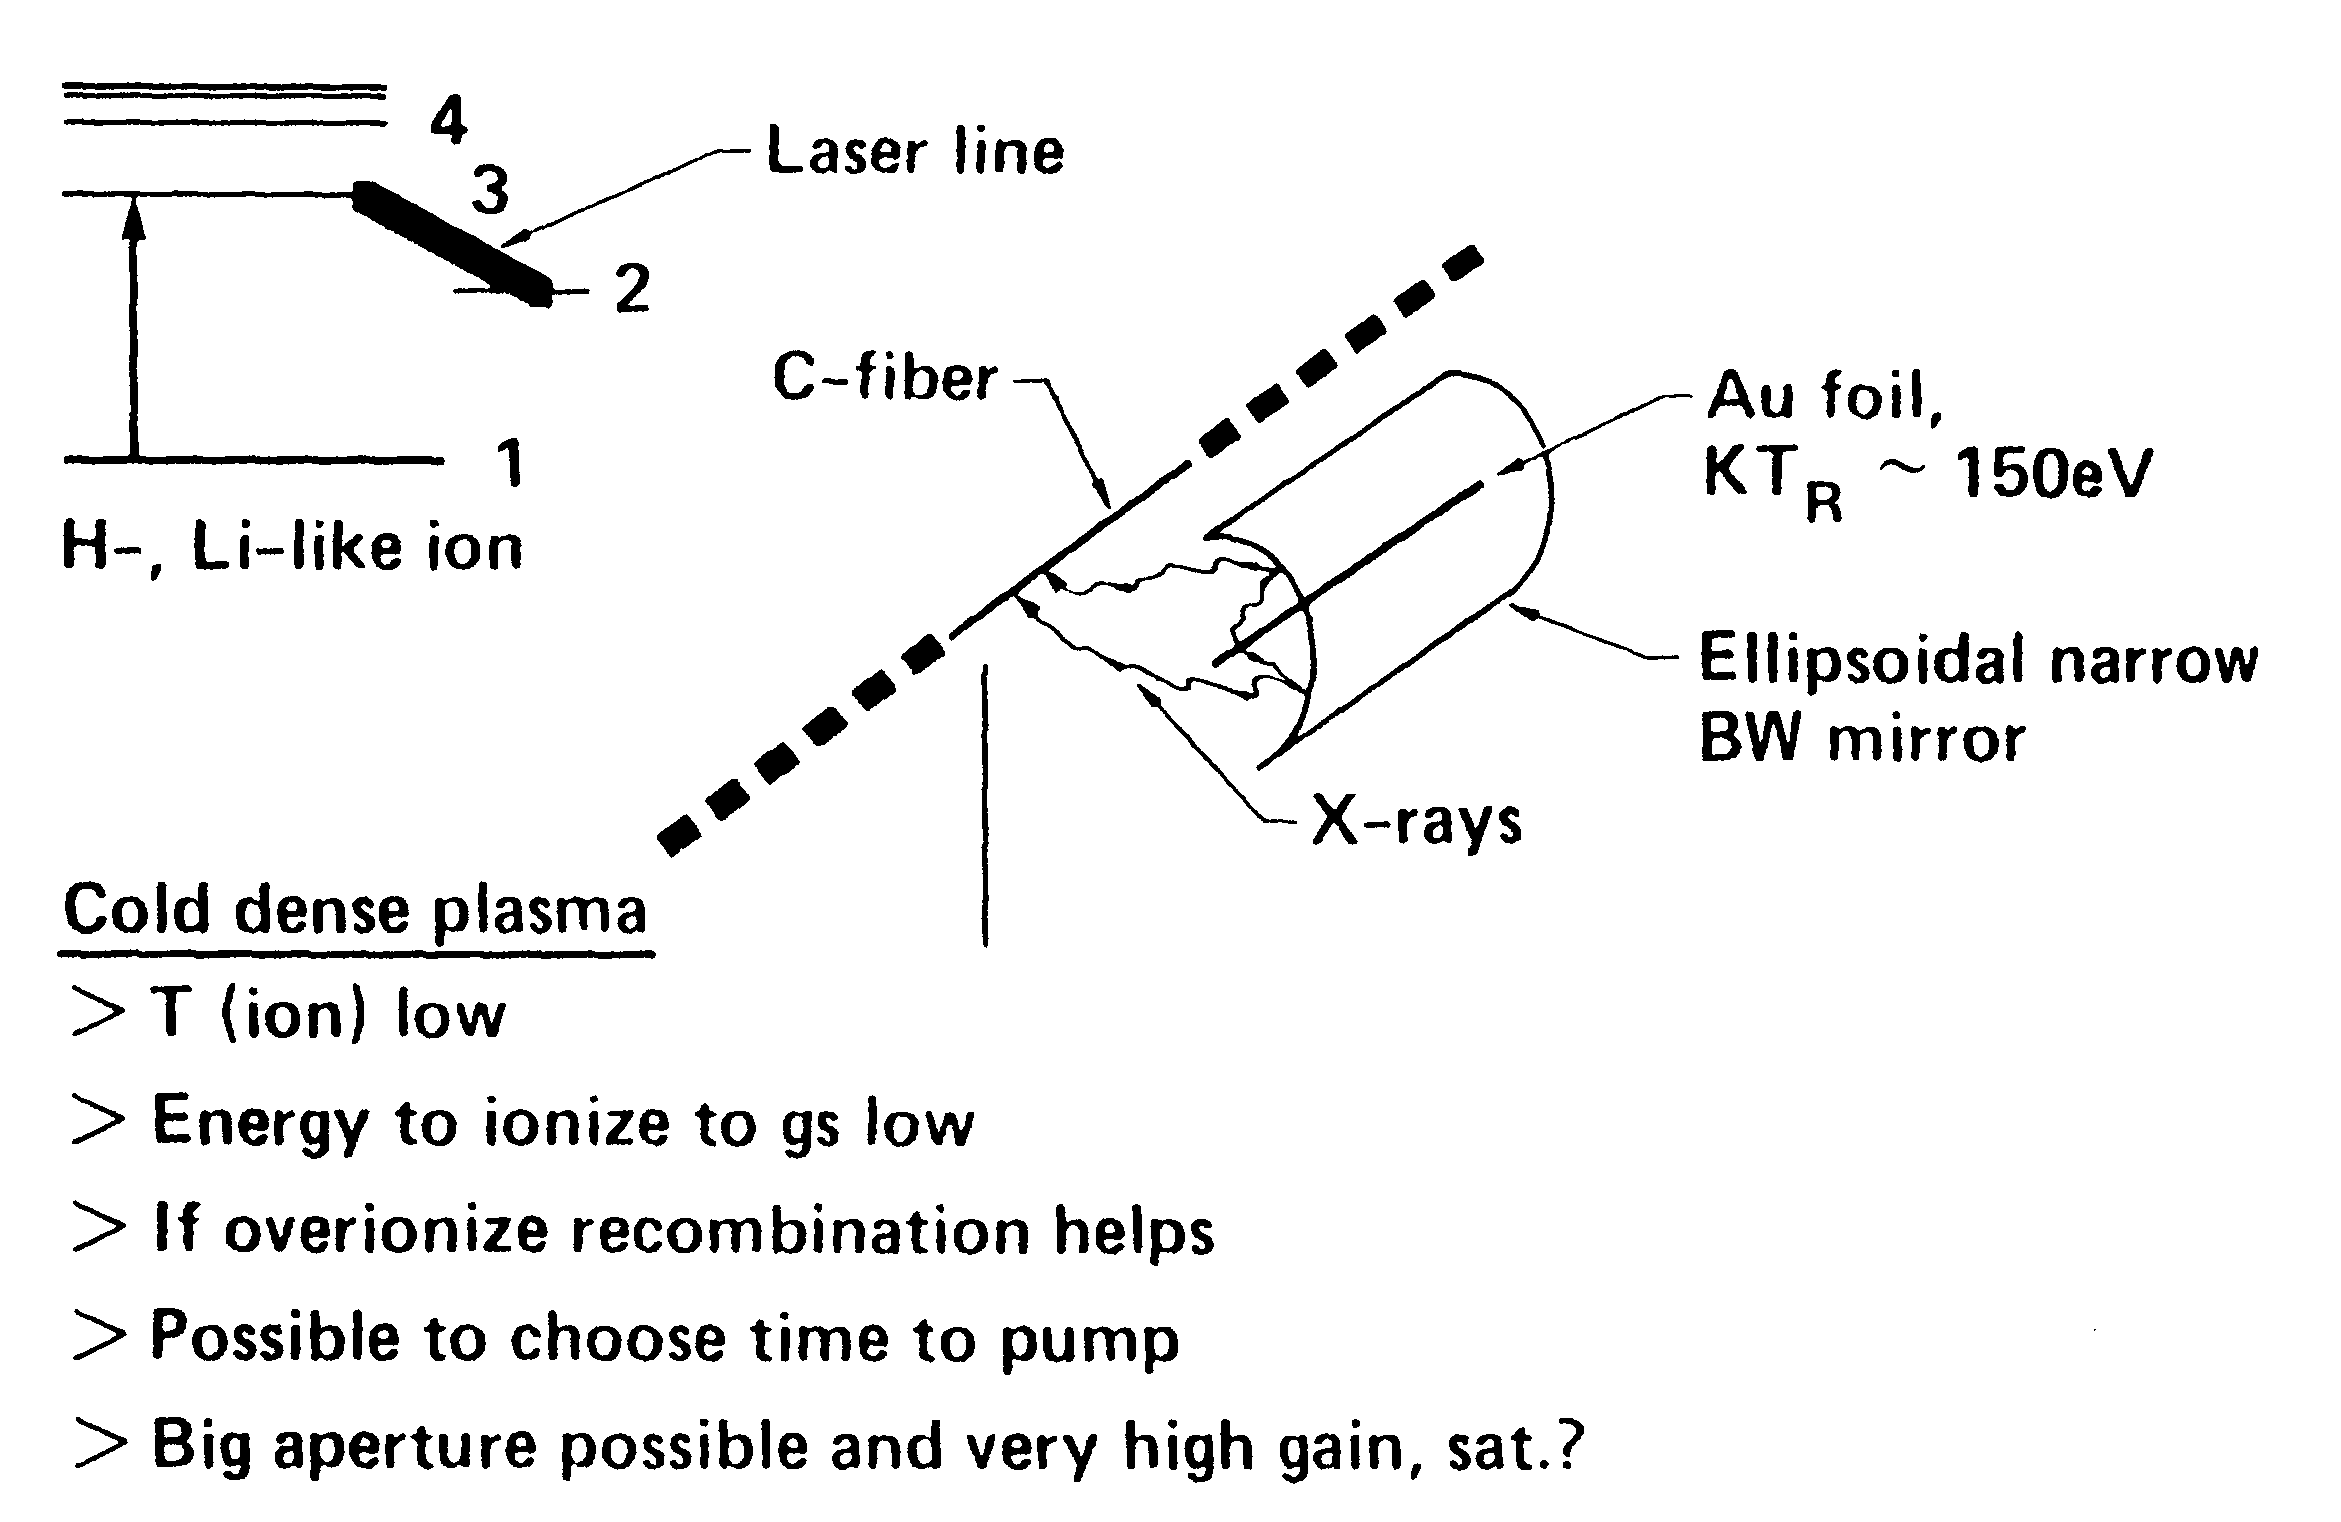 4
3
Laser line
2
1
H-, Li-like ion
C-fiber
Au foil,
KT_R ~ 150eV
Ellipsoidal narrow
BW mirror
X-rays
Cold dense plasma
> T (ion) low
> Energy to ionize to gs low
> If overionize recombination helps
> Possible to choose time to pump
> Big aperture possible and very high gain, sat.?